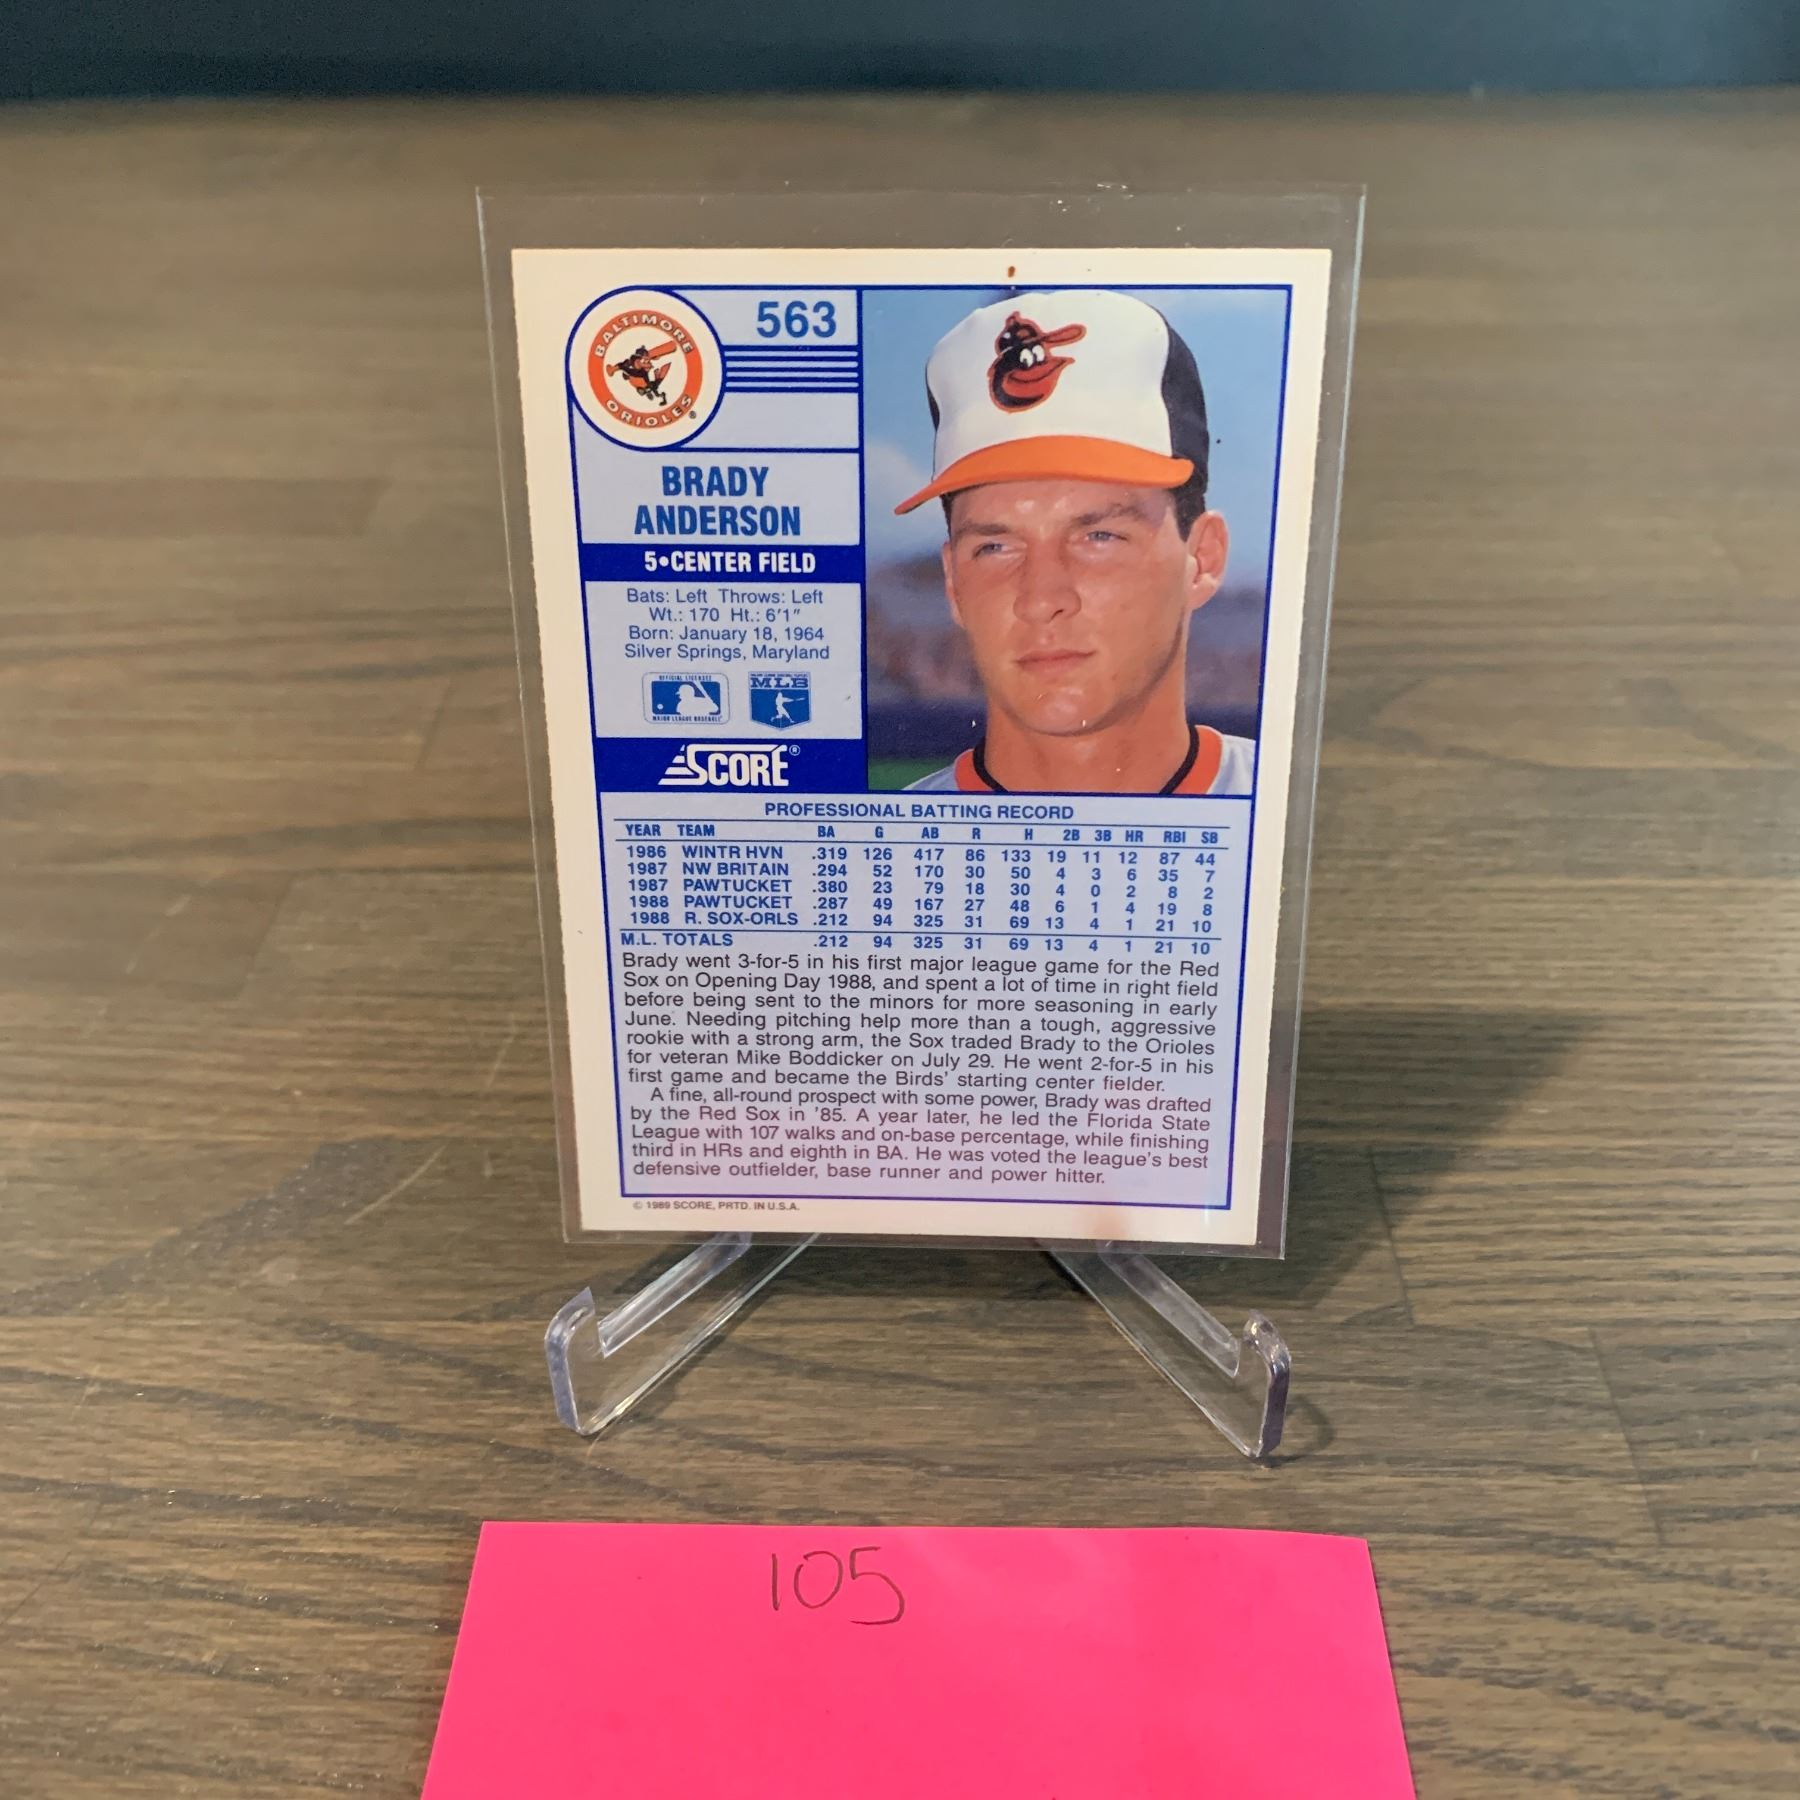 563
BALTIMORE
ORIOLES
®
BRADY
ANDERSON
5•CENTER FIELD
Bats: Left Throws: Left
Wt.: 170 Ht.: 6'1"
Born: January 18, 1964
Silver Springs, Maryland
OFFICIAL LICENSEE
MAJOR LEAGUE BASEBALL
MLB
SCORE®
PROFESSIONAL BATTING RECORD
YEAR TEAM BA G AB R H 2B 3B HR RBI SB
1986 WINTR HVN .319 126 417 86 133 19 11 12 87 44
1987 NW BRITAIN .294 52 170 30 50 4 3 6 35 7
1987 PAWTUCKET .380 23 79 18 30 4 0 2 8 2
1988 PAWTUCKET .287 49 167 27 48 6 1 4 19 8
1988 R. SOX-ORLS .212 94 325 31 69 13 4 1 21 10
M.L. TOTALS .212 94 325 31 69 13 4 1 21 10
Brady went 3-for-5 in his first major league game for the Red
Sox on Opening Day 1988, and spent a lot of time in right field
before being sent to the minors for more seasoning in early
June. Needing pitching help more than a tough, aggressive
rookie with a strong arm, the Sox traded Brady to the Orioles
for veteran Mike Boddicker on July 29. He went 2-for-5 in his
first game and became the Birds' starting center fielder.
A fine, all-round prospect with some power, Brady was drafted
by the Red Sox in '85. A year later, he led the Florida State
League with 107 walks and on-base percentage, while finishing
third in HRs and eighth in BA. He was voted the league's best
defensive outfielder, base runner and power hitter.
© 1989 SCORE, PRTD. IN U.S.A.
105